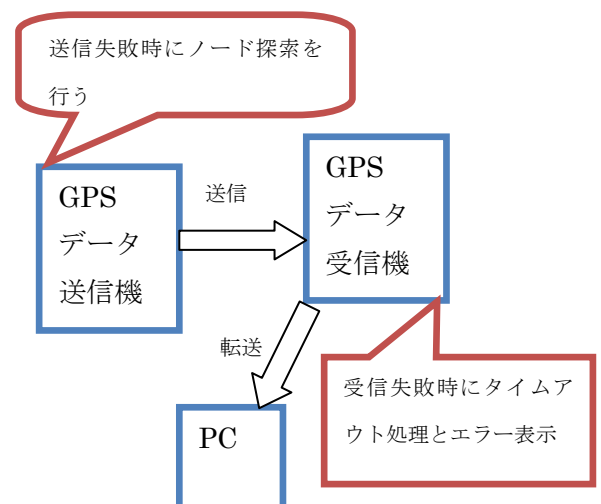 送信失敗時にノード探索を
行う
GPS
データ
送信機
送信
GPS
データ
受信機
転送
受信失敗時にタイムア
ウト処理とエラー表示
PC